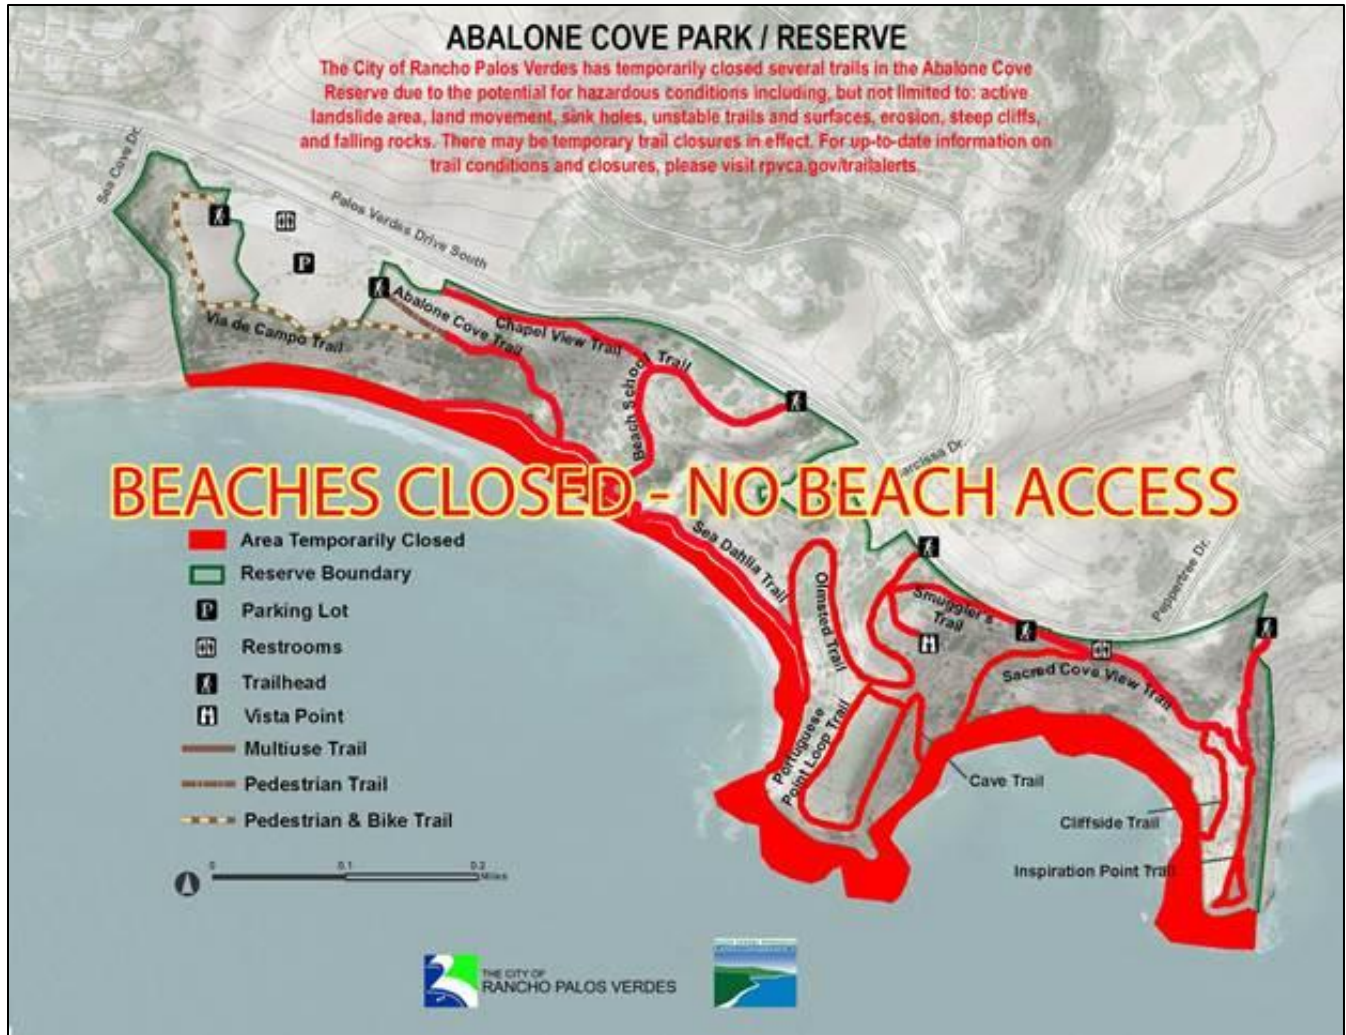 ABALONE COVE PARK / RESERVE
The City of Rancho Palos Verdes has temporarily closed several trails in the Abalone Cove
Reserve due to the potential for hazardous conditions including, but not limited to: active
landslide area, land movement, sink holes, unstable trails and surfaces, erosion, steep cliffs,
and falling rocks. There may be temporary trail closures in effect. For up-to-date information on
trail conditions and closures, please visit rpvca.gov/trailalerts.
Sea Cove Dr.
Palos Verdes Drive South
P
Abalone Cove Trail
Chapel View Trail
Via de Campo Trail
Beach School Trail
BEACHES CLOSED - NO BEACH ACCESS
Narcissa Dr.
Sea Dahlia Trail
Olmsted Trail
Smuggler's
Trail
Peppertree Dr.
Sacred Cove View Trail
Portuguese
Point Loop Trail
Cave Trail
Cliffside Trail
Inspiration Point Trail
Area Temporarily Closed
Reserve Boundary
P Parking Lot
Restrooms
Trailhead
Vista Point
Multiuse Trail
Pedestrian Trail
Pedestrian & Bike Trail
0 0.1 0.2
Miles
THE CITY OF
RANCHO PALOS VERDES